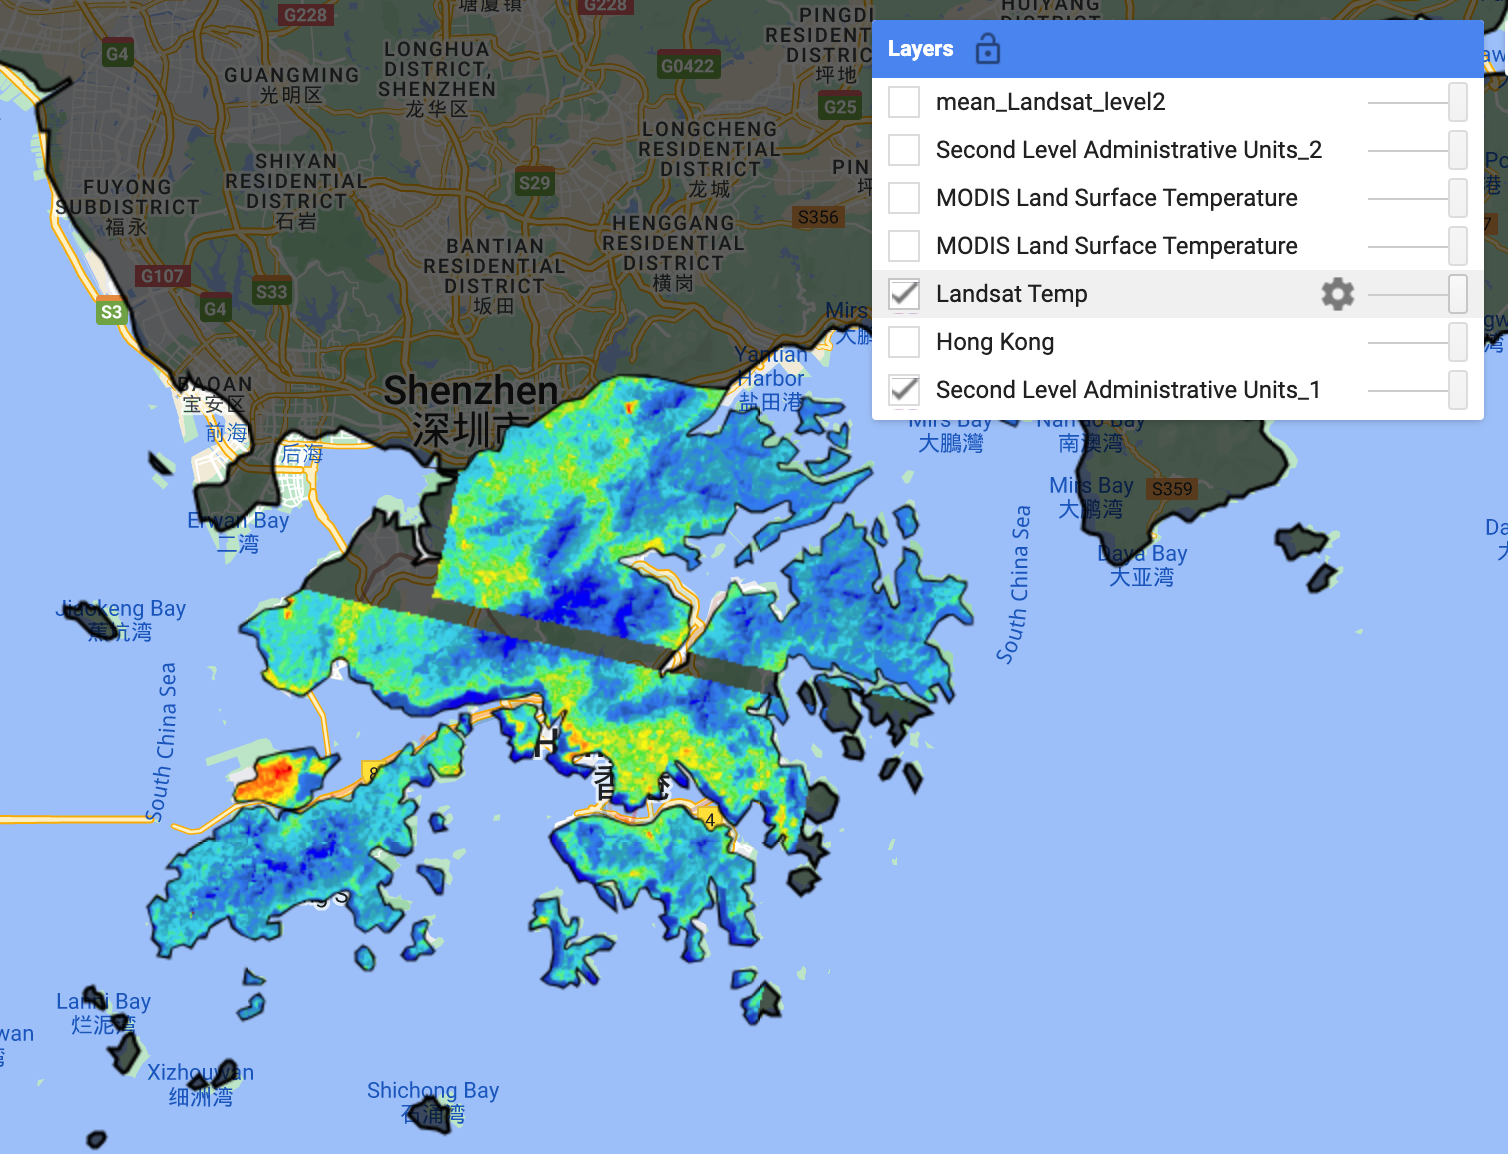 G228
塘厦镇
G228
PINGDI
RESIDENT
DISTRIC
坪地
HUIYANG
DISTRICT
G4
LONGHUA
DISTRICT,
SHENZHEN
龙华区
G0422
GUANGMING
光明区
G25
LONGCHENG
RESIDENTIAL
DISTRICT
龙城
SHIYAN
RESIDENTIAL
DISTRICT
石岩
S29
PIN
FUYONG
SUBDISTRICT
福永
S356
HENGGANG
RESIDENTIAL
DISTRICT
横岗
BANTIAN
RESIDENTIAL
DISTRICT
坂田
G107
S33
G4
S3
Layers
mean_Landsat_level2
Second Level Administrative Units_2
MODIS Land Surface Temperature
MODIS Land Surface Temperature
Landsat Temp
Hong Kong
Second Level Administrative Units_1
Mirs
大鹏
Yantian
Harbor
盐田港
BAOAN
宝安区
Shenzhen
深圳市
前海
后海
Mirs Bay
大鵬灣
Nan'ao Bay
南澳湾
Mirs Bay
大鹏湾
S359
Erwan Bay
二湾
Daya Bay
大亚湾
South China Sea
Jiaokeng Bay
蕉坑湾
South China Sea
H
8
香港
4
Lanni Bay
烂泥湾
wan
Xizhouwan
细洲湾
Shichong Bay
石涌湾